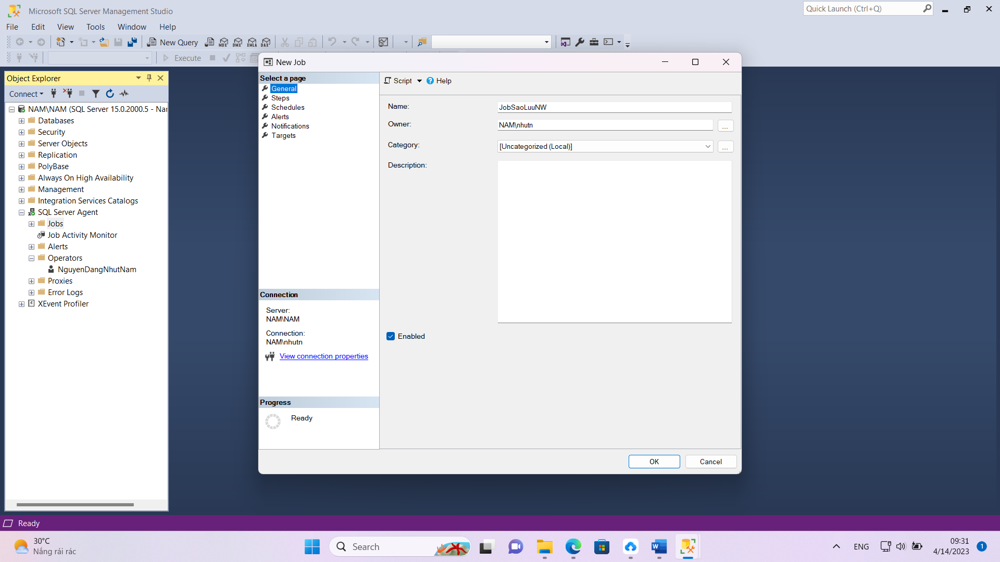 Microsoft SQL Server Management Studio
Quick Launch (Ctrl+Q)
File Edit View Tools Window Help
New Query MDX DMX XMLA DAX
Execute
Object Explorer
Connect
NAM\NAM (SQL Server 15.0.2000.5 - Nar
Databases
Security
Server Objects
Replication
PolyBase
Always On High Availability
Management
Integration Services Catalogs
SQL Server Agent
Jobs
Job Activity Monitor
Alerts
Operators
NguyenDangNhutNam
Proxies
Error Logs
XEvent Profiler
New Job
Select a page
General
Steps
Schedules
Alerts
Notifications
Targets
Connection
Server:
NAM\NAM
Connection:
NAM\nhutn
View connection properties
Progress
Ready
Script Help
Name: JobSaoLuuNW
Owner: NAM\nhutn ...
Category: [Uncategorized (Local)] ...
Description:
Enabled
OK Cancel
Ready
30°C
Nắng rải rác
Search
W
ENG
09:31
4/14/2023
1